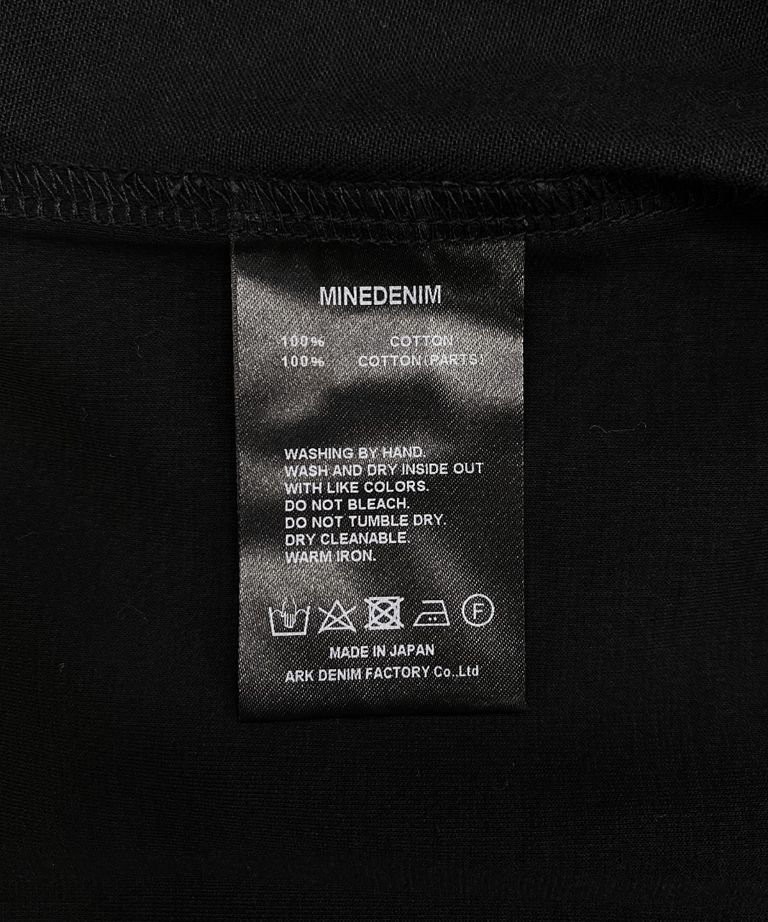 MINEDENIM
100% COTTON
100% COTTON(PARTS)
WASHING BY HAND.
WASH AND DRY INSIDE OUT
WITH LIKE COLORS.
DO NOT BLEACH.
DO NOT TUMBLE DRY.
DRY CLEANABLE.
WARM IRON.
F
MADE IN JAPAN
ARK DENIM FACTORY Co.,Ltd